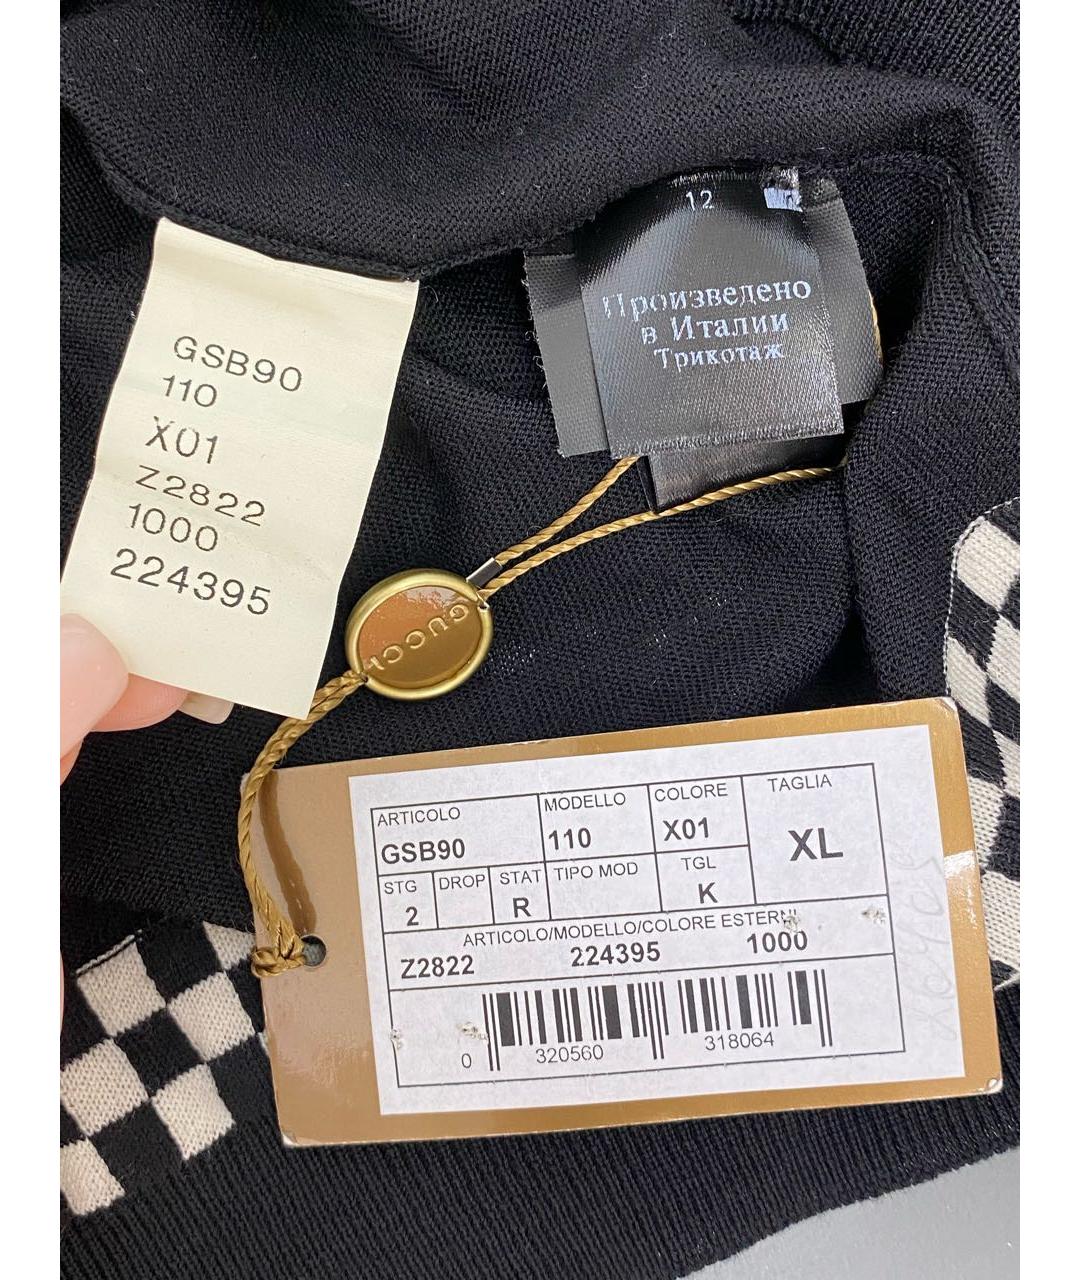 GSB90
110
X01
Z2822
1000
224395
12
Произведено
в Италии
Трикотаж
GUCCI
ARTICOLO MODELLO COLORE TAGLIA
GSB90 110 X01 XL
STG DROP STAT TIPO MOD TGL
2 R K
ARTICOLO/MODELLO/COLORE ESTERNI
Z2822 224395 1000
0 320560 318064